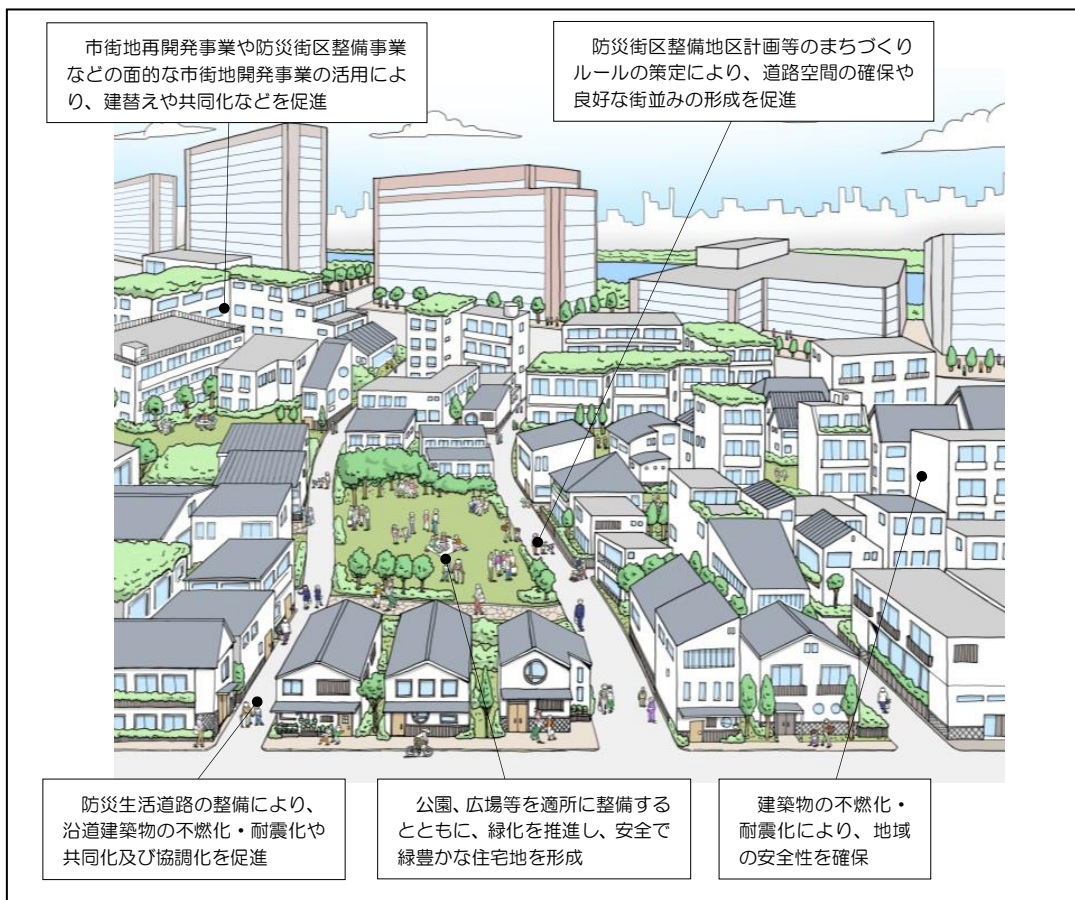 市街地再開発事業や防災街区整備事業
などの面的な市街地開発事業の活用によ
り、建替えや共同化などを促進
防災街区整備地区計画等のまちづくり
ルールの策定により、道路空間の確保や
良好な街並みの形成を促進
防災生活道路の整備により、
沿道建築物の不燃化・耐震化や
共同化及び協調化を促進
公園、広場等を適所に整備する
とともに、緑化を推進し、安全で
緑豊かな住宅地を形成
建築物の不燃化・
耐震化により、地域
の安全性を確保